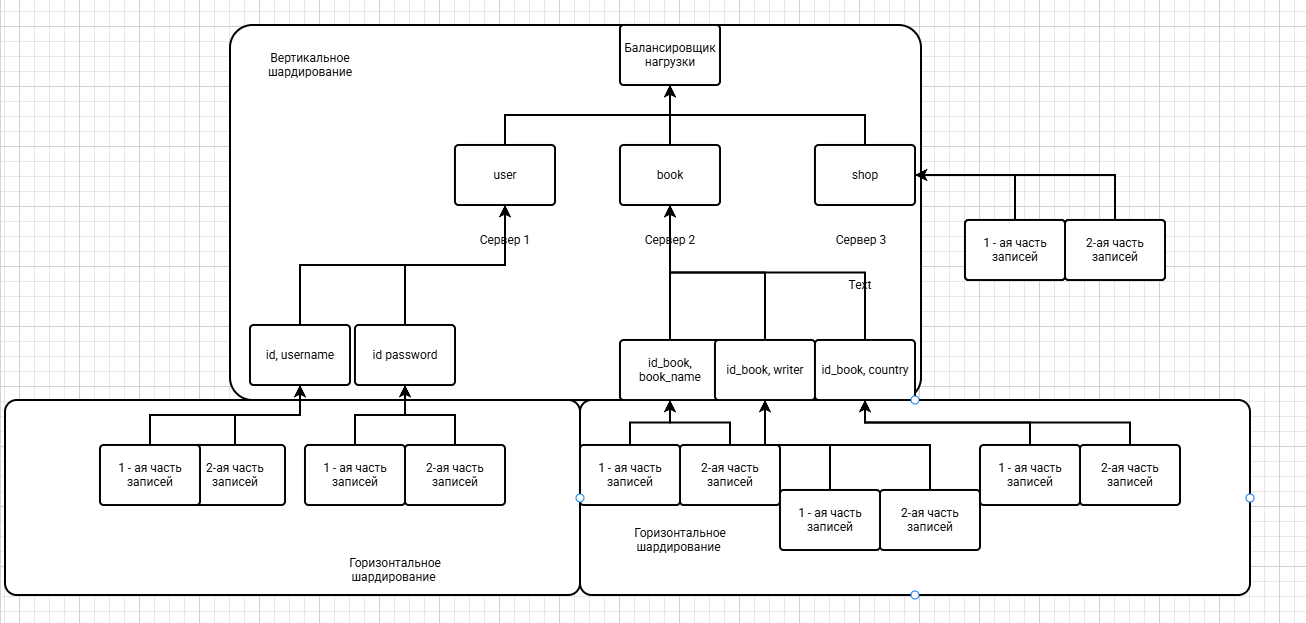 Балансировщик
нагрузки
Вертикальное
шардирование
user
book
shop
Сервер 1
Сервер 2
Сервер 3
1 - ая часть
записей
2-ая часть
записей
Text
id, username
id password
id_book,
book_name
id_book, writer
id_book, country
1 - ая часть
записей
2-ая часть
записей
1 - ая часть
записей
2-ая часть
записей
1 - ая часть
записей
2-ая часть
записей
1 - ая часть
записей
2-ая часть
записей
1 - ая часть
записей
2-ая часть
записей
Горизонтальное
шардирование
Горизонтальное
шардирование